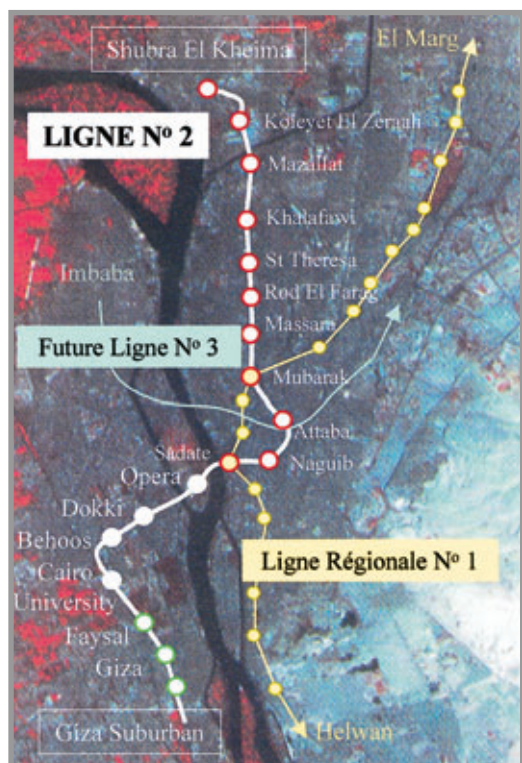 El Marg
Shubra El Kheima
LIGNE Nº 2
Koleyet El Zeraah
Mazallat
Khalafawi
St Theresa
Imbaba
Rod El Farag
Massara
Future Ligne Nº 3
Mubarak
Attaba
Sadate
Naguib
Opera
Dokki
Behoos
Ligne Régionale Nº 1
Cairo
University
Faysal
Giza
Giza Suburban
Helwan